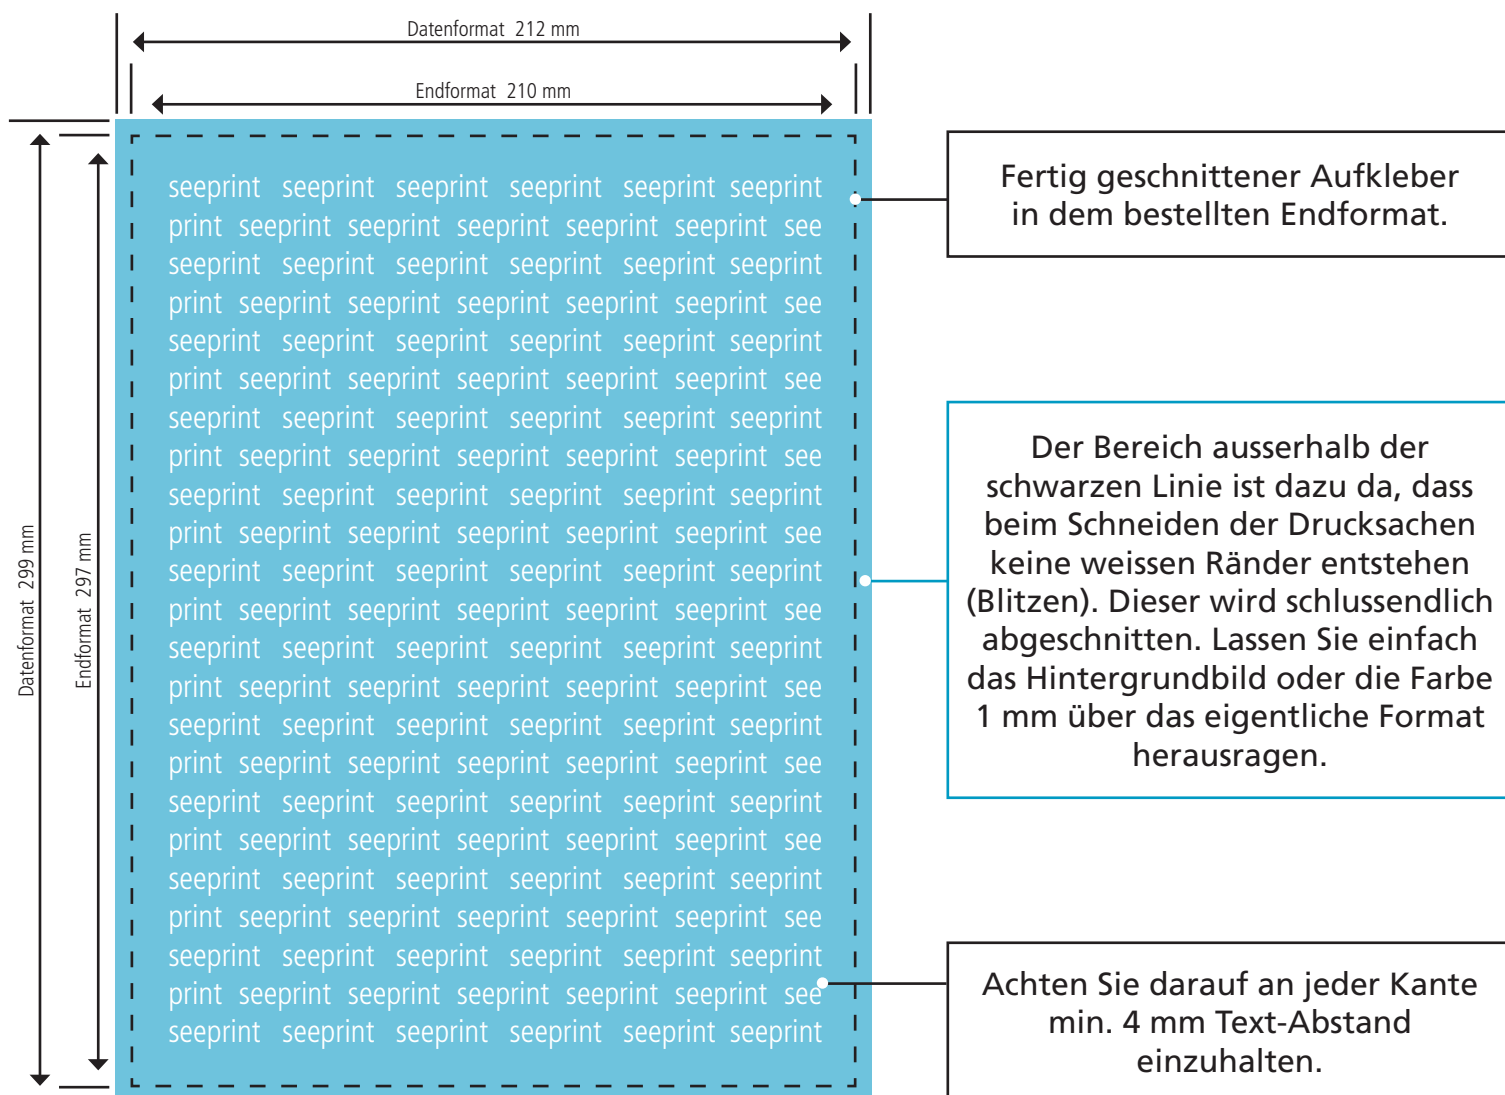 Datenformat 212 mm
Endformat 210 mm
Datenformat 299 mm
Endformat 297 mm
seeprint seeprint seeprint seeprint seeprint seeprint
print seeprint seeprint seeprint seeprint seeprint see
seeprint seeprint seeprint seeprint seeprint seeprint
print seeprint seeprint seeprint seeprint seeprint see
seeprint seeprint seeprint seeprint seeprint seeprint
print seeprint seeprint seeprint seeprint seeprint see
seeprint seeprint seeprint seeprint seeprint seeprint
print seeprint seeprint seeprint seeprint seeprint see
seeprint seeprint seeprint seeprint seeprint seeprint
print seeprint seeprint seeprint seeprint seeprint see
seeprint seeprint seeprint seeprint seeprint seeprint
print seeprint seeprint seeprint seeprint seeprint see
seeprint seeprint seeprint seeprint seeprint seeprint
print seeprint seeprint seeprint seeprint seeprint see
seeprint seeprint seeprint seeprint seeprint seeprint
print seeprint seeprint seeprint seeprint seeprint see
seeprint seeprint seeprint seeprint seeprint seeprint
print seeprint seeprint seeprint seeprint seeprint see
seeprint seeprint seeprint seeprint seeprint seeprint
print seeprint seeprint seeprint seeprint seeprint see
seeprint seeprint seeprint seeprint seeprint seeprint
print seeprint seeprint seeprint seeprint seeprint see
seeprint seeprint seeprint seeprint seeprint seeprint
Fertig geschnittener Aufkleber
in dem bestellten Endformat.
Der Bereich ausserhalb der
schwarzen Linie ist dazu da, dass
beim Schneiden der Drucksachen
keine weissen Ränder entstehen
(Blitzen). Dieser wird schlussendlich
abgeschnitten. Lassen Sie einfach
das Hintergrundbild oder die Farbe
1 mm über das eigentliche Format
herausragen.
Achten Sie darauf an jeder Kante
min. 4 mm Text-Abstand
einzuhalten.